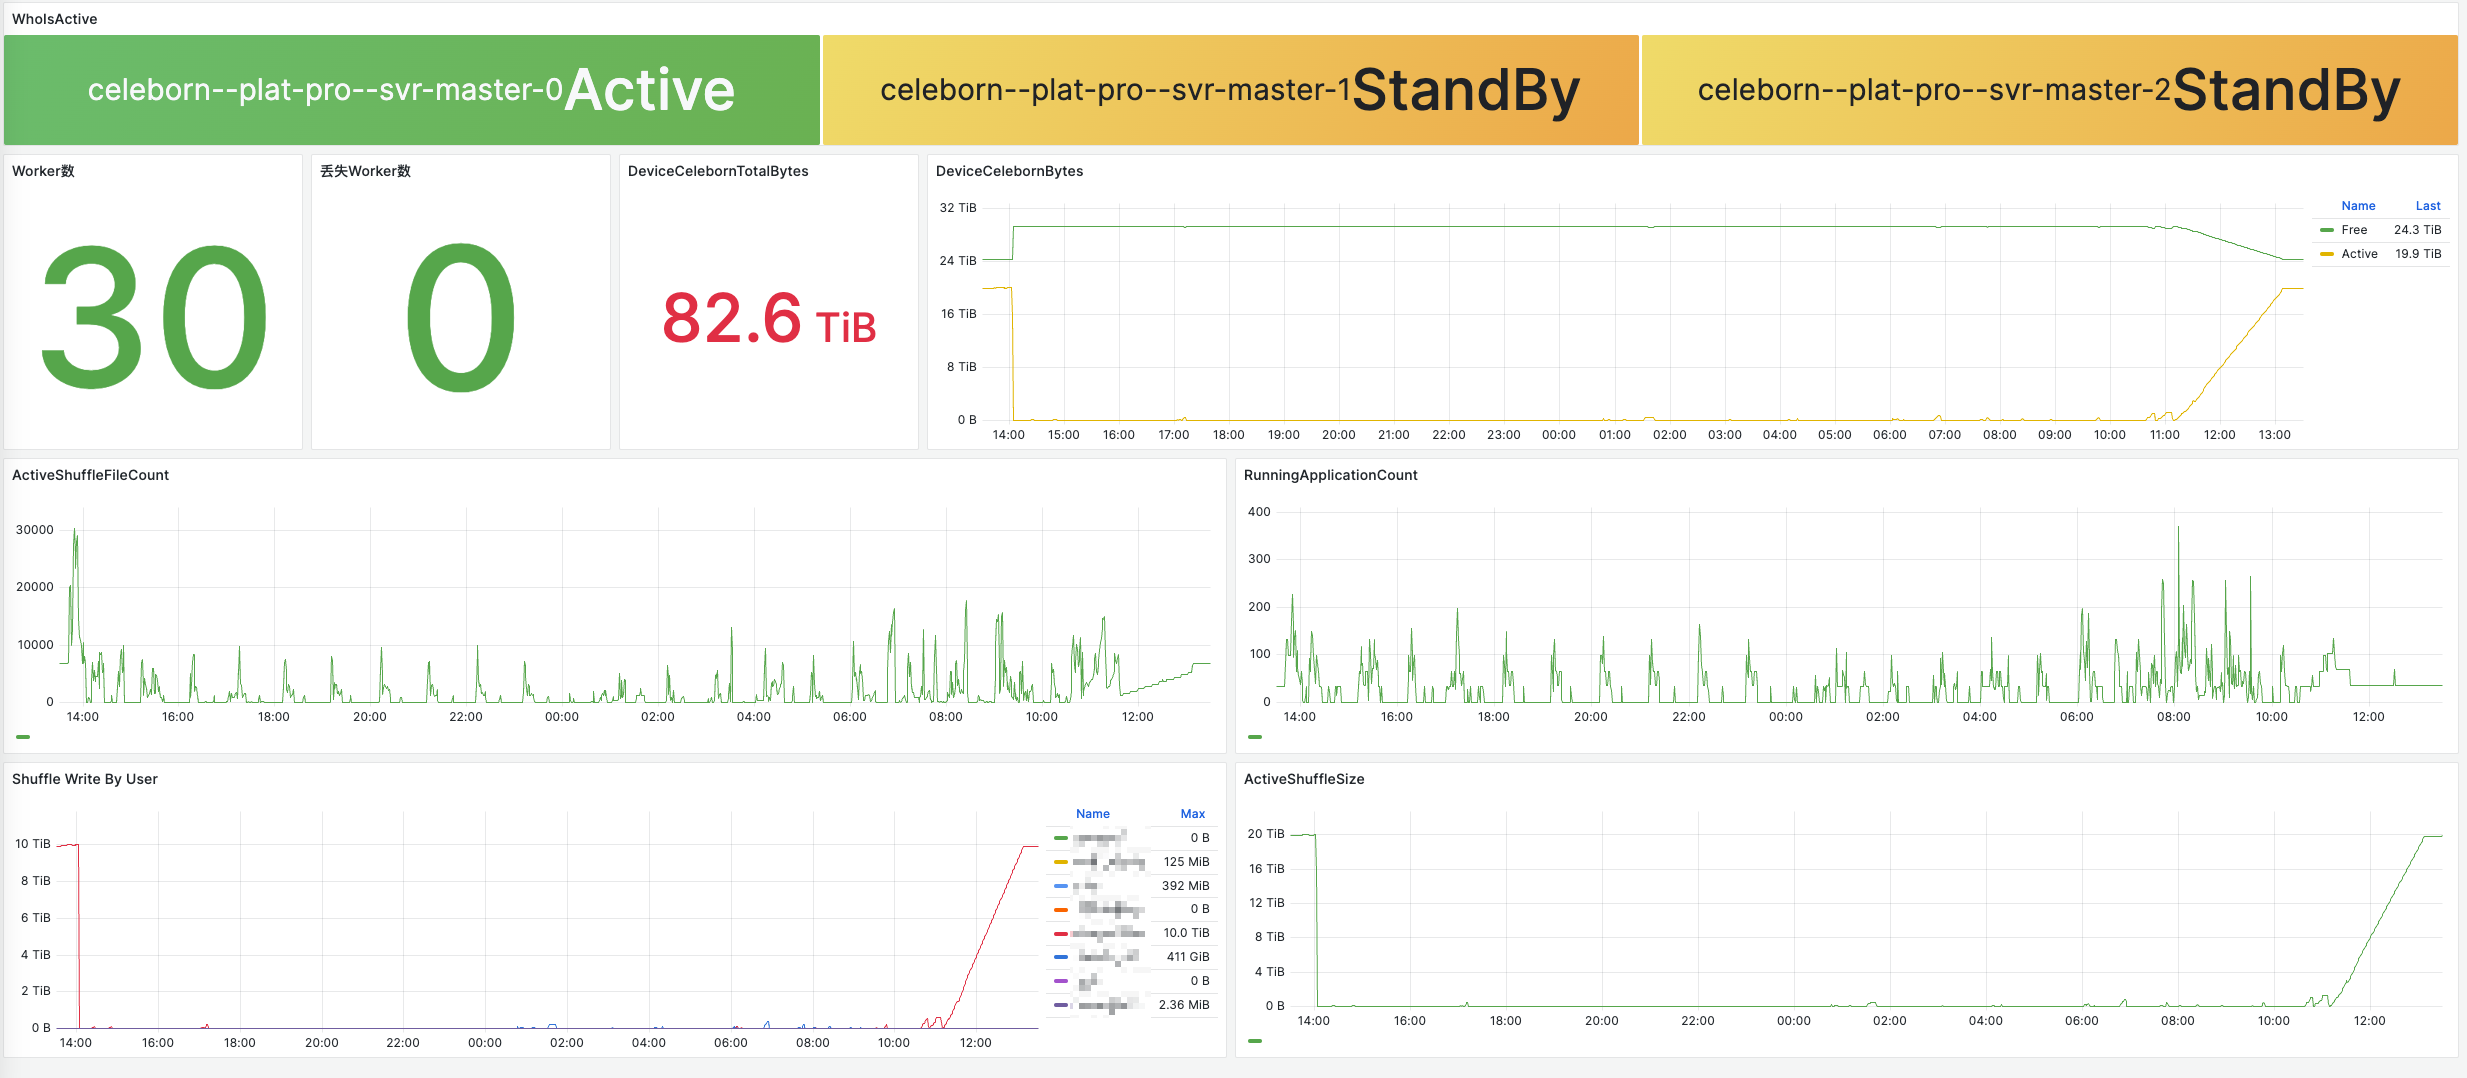 WhoIsActive
celeborn--plat-pro--svr-master-0 Active
celeborn--plat-pro--svr-master-1 StandBy
celeborn--plat-pro--svr-master-2 StandBy
Worker数
30
丢失Worker数
0
DeviceCelebornTotalBytes
82.6 TiB
DeviceCelebornBytes
32 TiB
24 TiB
16 TiB
8 TiB
0 B
14:00 15:00 16:00 17:00 18:00 19:00 20:00 21:00 22:00 23:00 00:00 01:00 02:00 03:00 04:00 05:00 06:00 07:00 08:00 09:00 10:00 11:00 12:00 13:00
Name Last
Free 24.3 TiB
Active 19.9 TiB
ActiveShuffleFileCount
30000
20000
10000
0
14:00 16:00 18:00 20:00 22:00 00:00 02:00 04:00 06:00 08:00 10:00 12:00
RunningApplicationCount
400
300
200
100
0
14:00 16:00 18:00 20:00 22:00 00:00 02:00 04:00 06:00 08:00 10:00 12:00
Shuffle Write By User
10 TiB
8 TiB
6 TiB
4 TiB
2 TiB
0 B
14:00 16:00 18:00 20:00 22:00 00:00 02:00 04:00 06:00 08:00 10:00 12:00
Name Max
0 B
125 MiB
392 MiB
0 B
10.0 TiB
411 GiB
0 B
2.36 MiB
ActiveShuffleSize
20 TiB
16 TiB
12 TiB
8 TiB
4 TiB
0 B
14:00 16:00 18:00 20:00 22:00 00:00 02:00 04:00 06:00 08:00 10:00 12:00